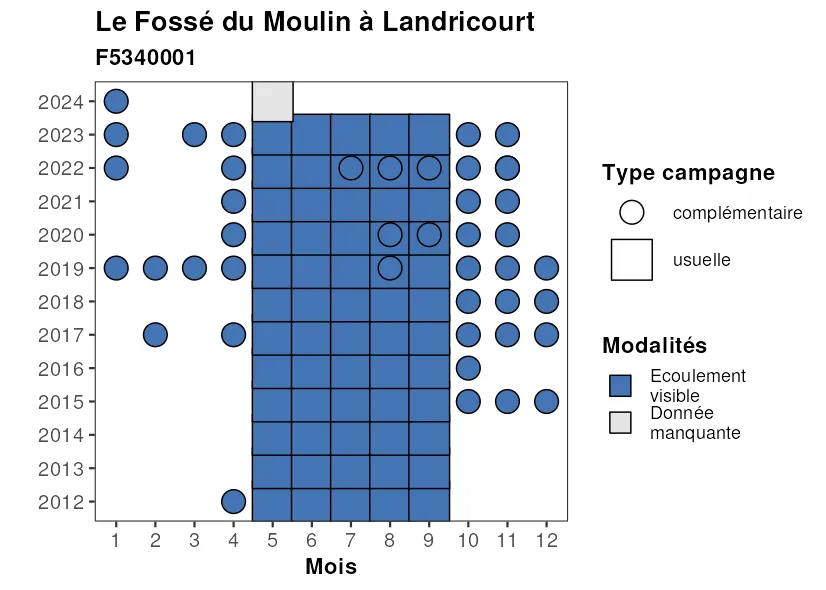 Le Fossé du Moulin à Landricourt
F5340001
2024
2023
2022
2021
2020
2019
2018
2017
2016
2015
2014
2013
2012
1 2 3 4 5 6 7 8 9 10 11 12
Mois
Type campagne
complémentaire
usuelle
Modalités
Ecoulement
visible
Donnée
manquante